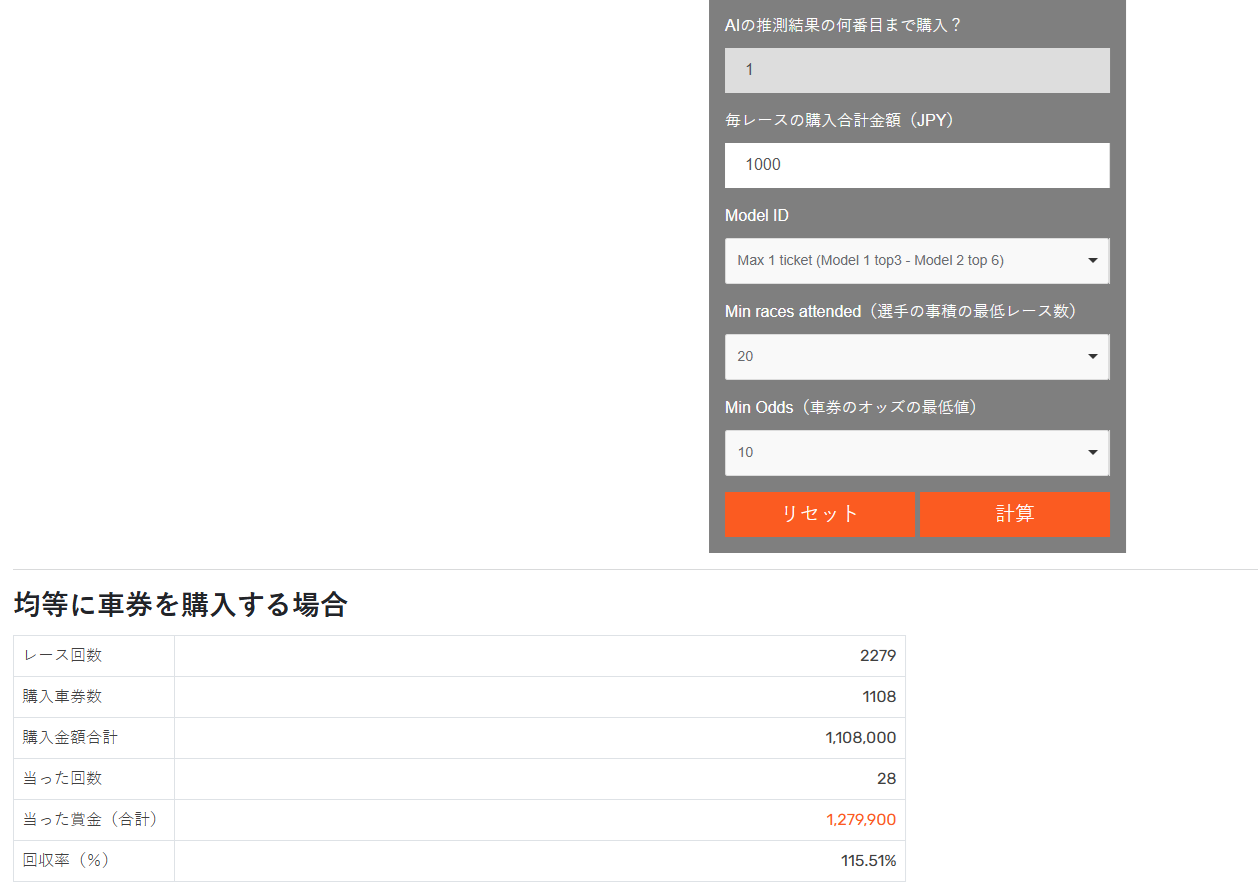 AIの推測結果の何番目まで購入？
1
毎レースの購入合計金額（JPY）
1000
Model ID
Max 1 ticket (Model 1 top3 - Model 2 top 6)
Min races attended（選手の事積の最低レース数）
20
Min Odds（車券のオッズの最低値）
10
リセット 計算
均等に車券を購入する場合
レース回数 2279
購入車券数 1108
購入金額合計 1,108,000
当った回数 28
当った賞金（合計） 1,279,900
回収率（%） 115.51%